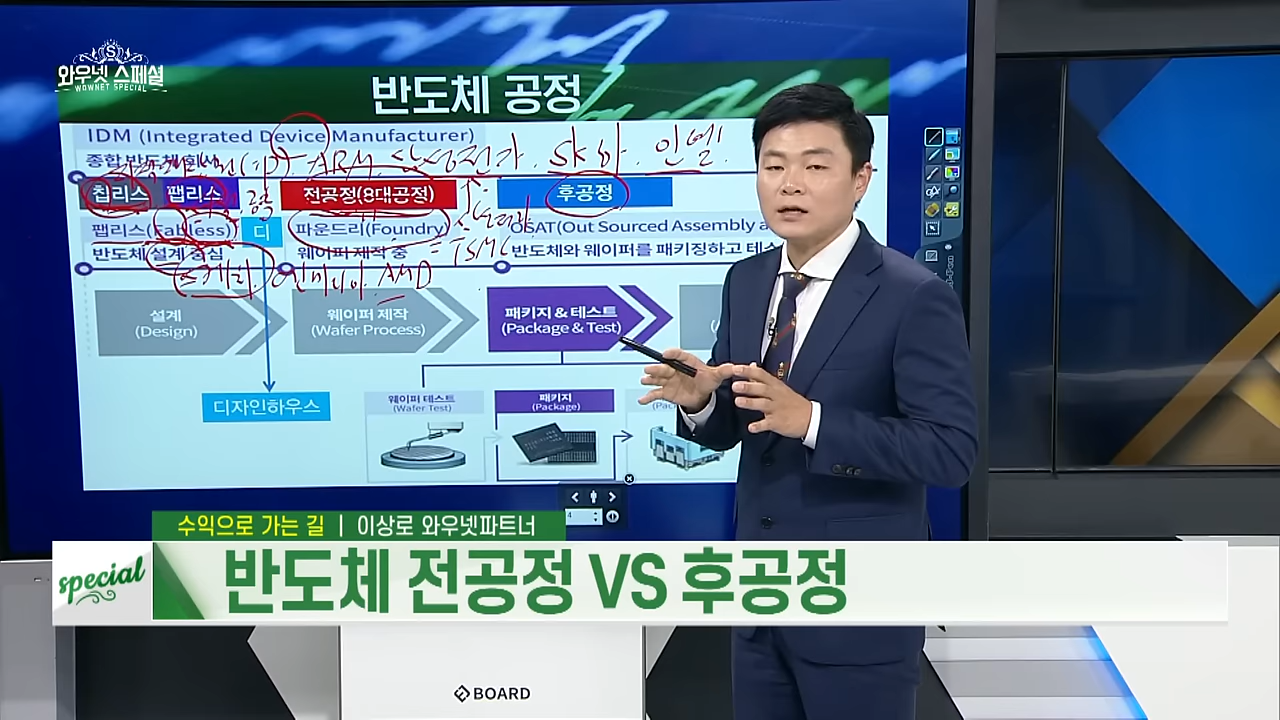 와우넷 스페셜
WOWNET SPECIAL
반도체 공정
IDM (Integrated Device Manufacturer)
종합 반도체
ARM 삼성전자. SK하. 인텔.
칩리스 팹리스 전공정(8대공정) 후공정
팹리스(Fabless) 디 파운드리(Foundry) OSAT(Out Sourced Assembly a
반도체 설계 중심 웨이퍼 제작 중 = TSMC 반도체와 웨이퍼를 패키징하고 테스
엔비디아 AMD
설계 웨이퍼 제작 패키지 & 테스트
(Design) (Wafer Process) (Package & Test)
디자인하우스
웨이퍼 테스트 패키지
(Wafer Test) (Package) (Pac
4
수익으로 가는 길 | 이상로 와우넷파트너
special
반도체 전공정 VS 후공정
BOARD